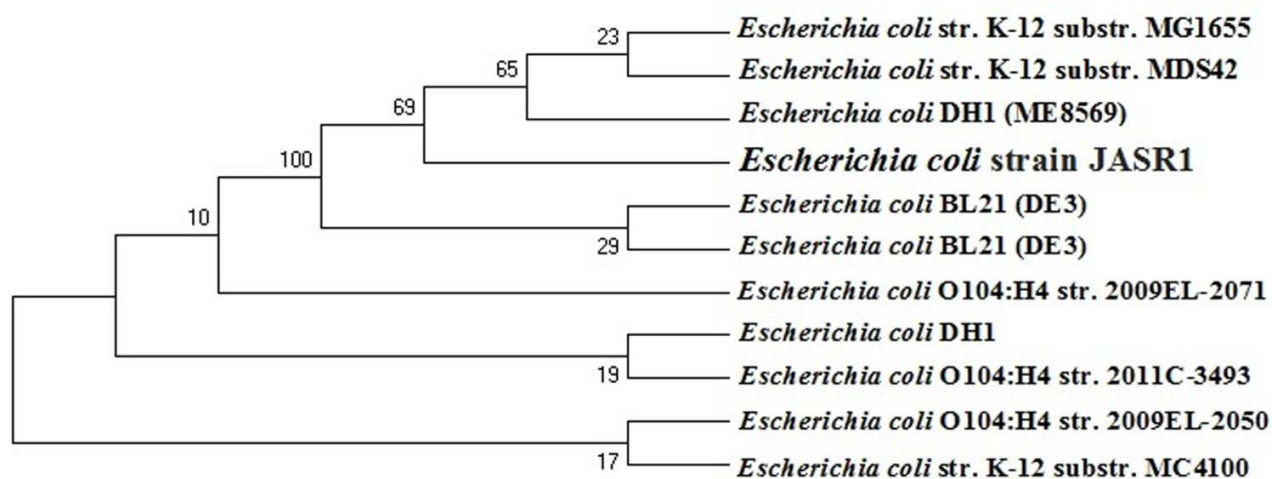 23
Escherichia coli str. K-12 substr. MG1655
65
Escherichia coli str. K-12 substr. MDS42
69
Escherichia coli DH1 (ME8569)
100
Escherichia coli strain JASR1
10
Escherichia coli BL21 (DE3)
29
Escherichia coli BL21 (DE3)
Escherichia coli O104:H4 str. 2009EL-2071
Escherichia coli DH1
19
Escherichia coli O104:H4 str. 2011C-3493
Escherichia coli O104:H4 str. 2009EL-2050
17
Escherichia coli str. K-12 substr. MC4100